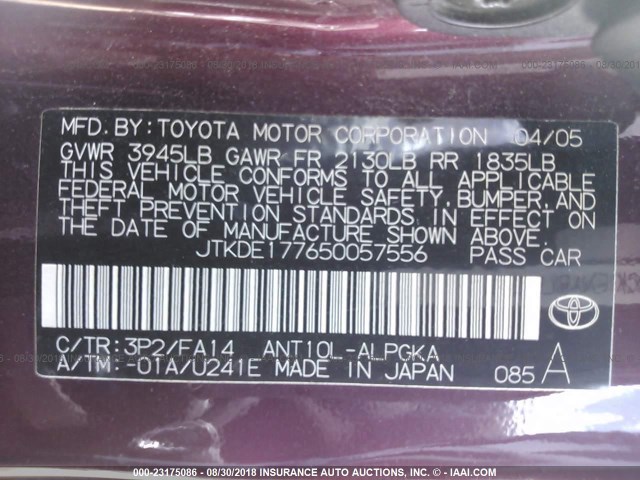 MFD. BY: TOYOTA MOTOR CORPORATION 04/05
GVWR 3945LB GAWR FR 2130LB RR 1835LB
THIS VEHICLE CONFORMS TO ALL APPLICABLE
FEDERAL MOTOR VEHICLE SAFETY, BUMPER, AND
THEFT PREVENTION STANDARDS IN EFFECT ON
THE DATE OF MANUFACTURE SHOWN ABOVE.
JTKDE177650057556 PASS CAR
C/TR: 3P2/FA14 ANT10L-ALPGKA
A/TM: -01A/U241E MADE IN JAPAN 085 A
000-23175086 - 08/30/2018 INSURANCE AUTO AUCTIONS, INC. - IAAI.COM